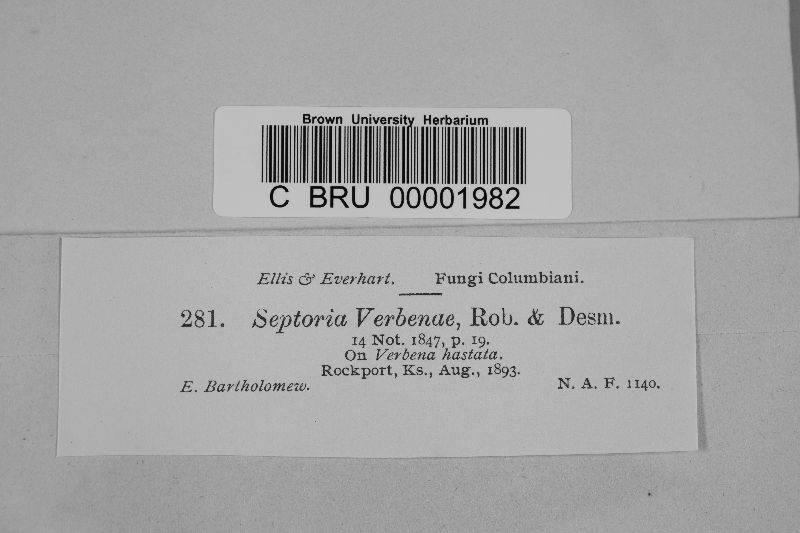 Brown University Herbarium
C BRU 00001982
Ellis & Everhart. Fungi Columbiani.
281. Septoria Verbenae, Rob. & Desm.
14 Not. 1847, p. 19.
On Verbena hastata.
Rockport, Ks., Aug., 1893.
E. Bartholomew. N. A. F. 1140.